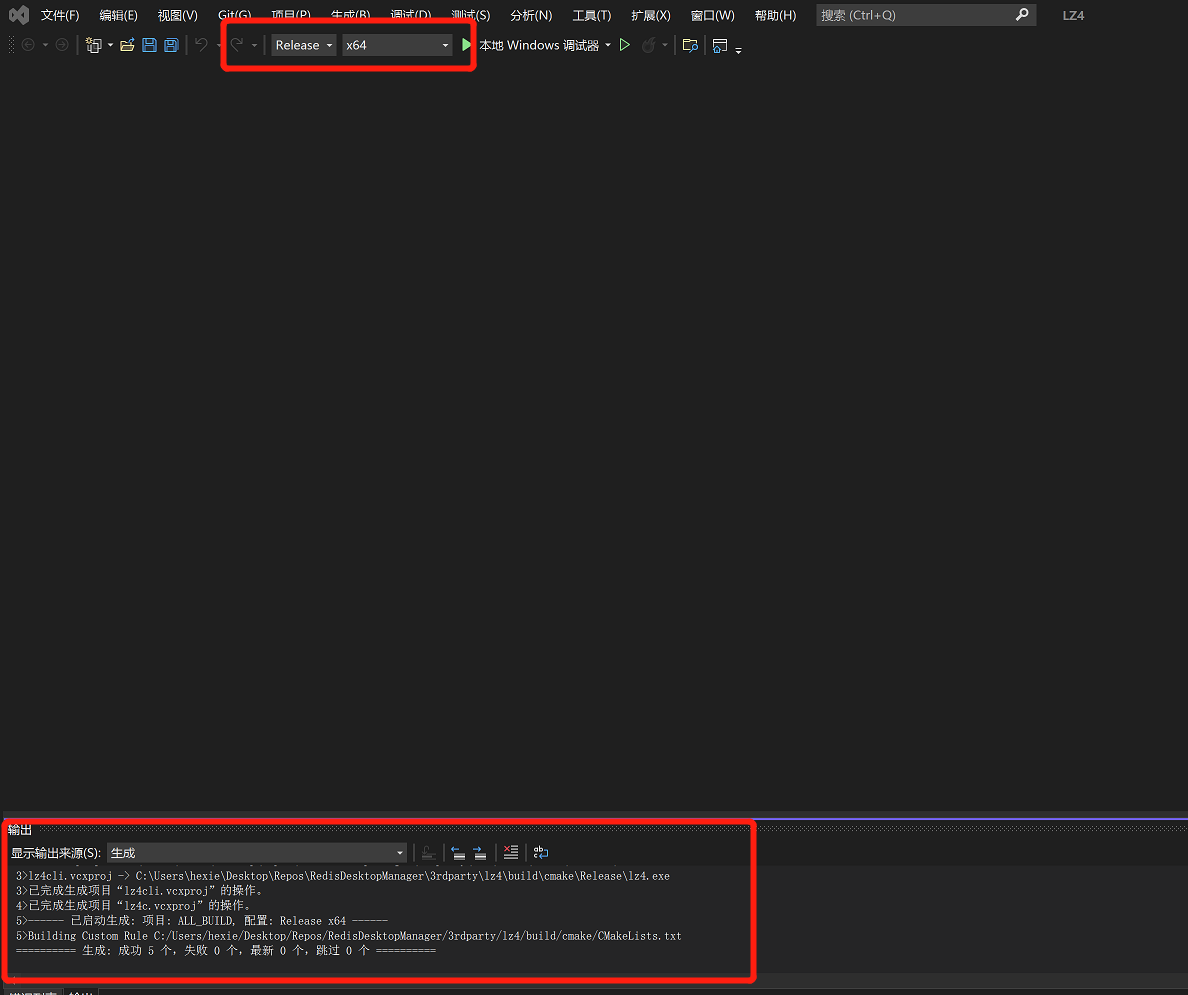 文件(F) 编辑(E) 视图(V) Git(G) 项目(P) 生成(B) 调试(D) 测试(S) 分析(N) 工具(T) 扩展(X) 窗口(W) 帮助(H) 搜索 (Ctrl+Q) LZ4
Release x64 本地 Windows 调试器
输出
显示输出来源(S): 生成
3>lz4cli.vcxproj -> C:\Users\hexie\Desktop\Repos\RedisDesktopManager\3rdparty\lz4\build\cmake\Release\lz4.exe
3>已完成生成项目“lz4cli.vcxproj”的操作。
4>已完成生成项目“lz4c.vcxproj”的操作。
5>------ 已启动生成: 项目: ALL_BUILD, 配置: Release x64 ------
5>Building Custom Rule C:/Users/hexie/Desktop/Repos/RedisDesktopManager/3rdparty/lz4/build/cmake/CMakeLists.txt
========== 生成: 成功 5 个，失败 0 个，最新 0 个，跳过 0 个 ==========